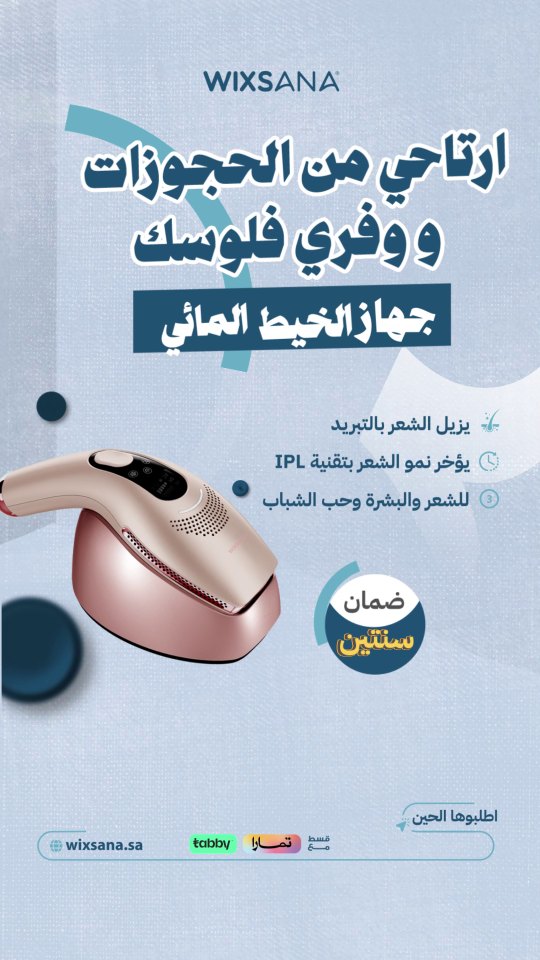 WIXSANA
ارتاحي من الحجوزات
و وفري فلوسك
جهاز الخيط المائي
يزيل الشعر بالتبريد
يؤخر نمو الشعر بتقنية IPL
3 للشعر والبشرة وحب الشباب
ضمان
سنتين
اطلبوها الحين
قسط
مع
تمارا
tabby
wixsana.sa